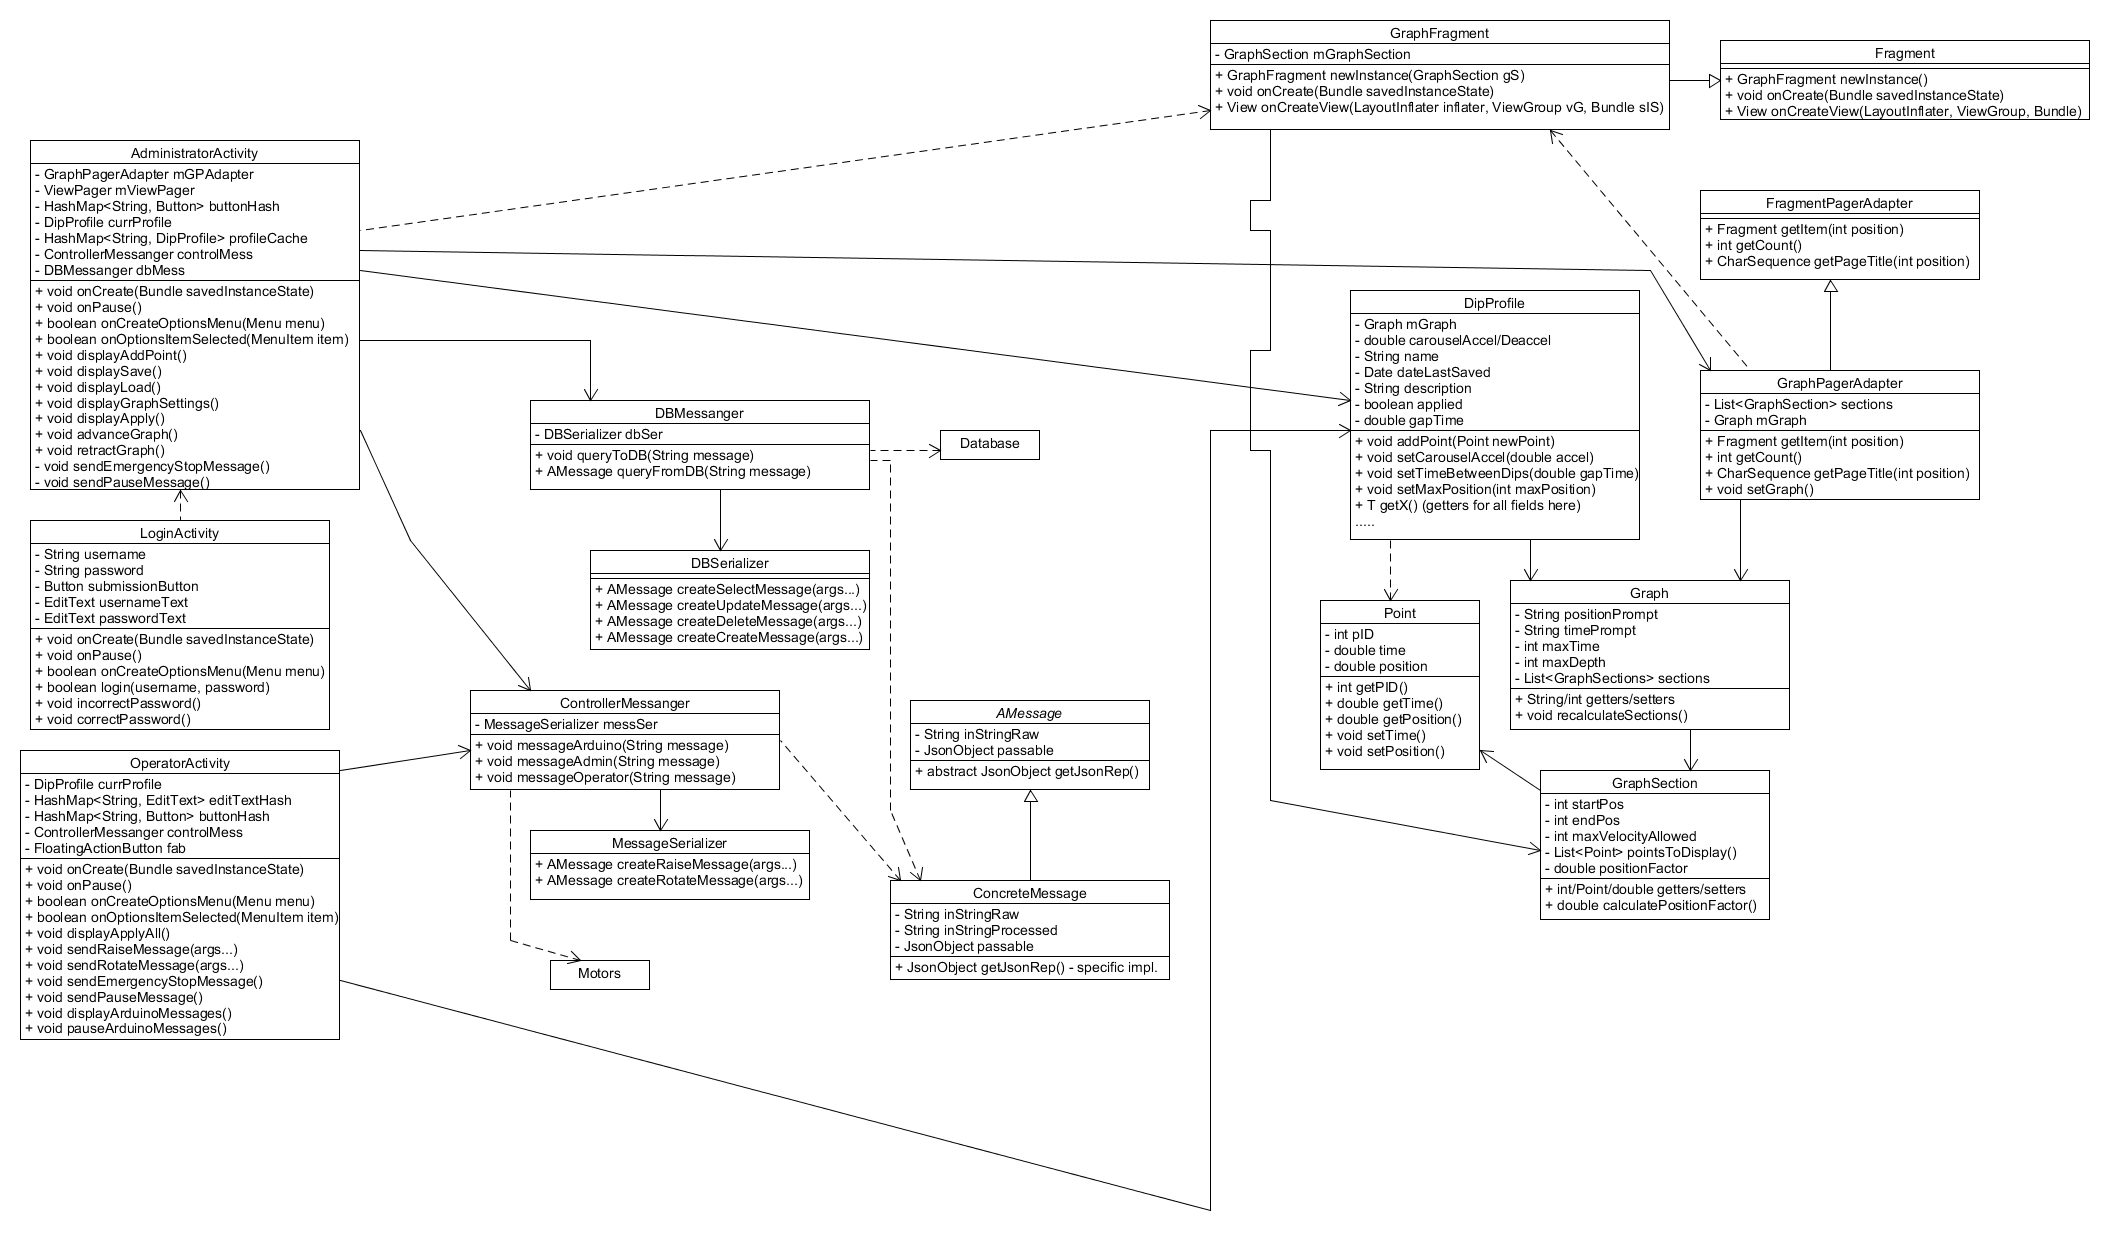 GraphFragment
- GraphSection mGraphSection
+ GraphFragment newInstance(GraphSection gS)
+ void onCreate(Bundle savedInstanceState)
+ View onCreateView(LayoutInflater inflater, ViewGroup vG, Bundle sIS)
Fragment
+ GraphFragment newInstance()
+ void onCreate(Bundle savedInstanceState)
+ View onCreateView(LayoutInflater, ViewGroup, Bundle)
AdministratorActivity
- GraphPagerAdapter mGPAdapter
- ViewPager mViewPager
- HashMap<String, Button> buttonHash
- DipProfile currProfile
- HashMap<String, DipProfile> profileCache
- ControllerMessanger controlMess
- DBMessanger dbMess
+ void onCreate(Bundle savedInstanceState)
+ void onPause()
+ boolean onCreateOptionsMenu(Menu menu)
+ boolean onOptionsItemSelected(MenuItem item)
+ void displayAddPoint()
+ void displaySave()
+ void displayLoad()
+ void displayGraphSettings()
+ void displayApply()
+ void advanceGraph()
+ void retractGraph()
- void sendEmergencyStopMessage()
- void sendPauseMessage()
FragmentPagerAdapter
+ Fragment getItem(int position)
+ int getCount()
+ CharSequence getPageTitle(int position)
DipProfile
- Graph mGraph
- double carouselAccel/Deaccel
- String name
- Date dateLastSaved
- String description
- boolean applied
- double gapTime
+ void addPoint(Point newPoint)
+ void setCarouselAccel(double accel)
+ void setTimeBetweenDips(double gapTime)
+ void setMaxPosition(int maxPosition)
+ T getX() (getters for all fields here)
.....
GraphPagerAdapter
- List<GraphSection> sections
- Graph mGraph
+ Fragment getItem(int position)
+ int getCount()
+ CharSequence getPageTitle(int position)
+ void setGraph()
DBMessanger
- DBSerializer dbSer
+ void queryToDB(String message)
+ AMessage queryFromDB(String message)
Database
LoginActivity
- String username
- String password
- Button submissionButton
- EditText usernameText
- EditText passwordText
+ void onCreate(Bundle savedInstanceState)
+ void onPause()
+ boolean onCreateOptionsMenu(Menu menu)
+ boolean login(username, password)
+ void incorrectPassword()
+ void correctPassword()
DBSerializer
+ AMessage createSelectMessage(args...)
+ AMessage createUpdateMessage(args...)
+ AMessage createDeleteMessage(args...)
+ AMessage createCreateMessage(args...)
Point
- int pID
- double time
- double position
+ int getPID()
+ double getTime()
+ double getPosition()
+ void setTime()
+ void setPosition()
Graph
- String positionPrompt
- String timePrompt
- int maxTime
- int maxDepth
- List<GraphSections> sections
+ String/int getters/setters
+ void recalculateSections()
ControllerMessanger
- MessageSerializer messSer
+ void messageArduino(String message)
+ void messageAdmin(String message)
+ void messageOperator(String message)
AMessage
- String inStringRaw
- JsonObject passable
+ abstract JsonObject getJsonRep()
OperatorActivity
- DipProfile currProfile
- HashMap<String, EditText> editTextHash
- HashMap<String, Button> buttonHash
- ControllerMessanger controlMess
- FloatingActionButton fab
+ void onCreate(Bundle savedInstanceState)
+ void onPause()
+ boolean onCreateOptionsMenu(Menu menu)
+ boolean onOptionsItemSelected(MenuItem item)
+ void displayApplyAll()
+ void sendRaiseMessage(args...)
+ void sendRotateMessage(args...)
+ void sendEmergencyStopMessage()
+ void sendPauseMessage()
+ void displayArduinoMessages()
+ void pauseArduinoMessages()
GraphSection
- int startPos
- int endPos
- int maxVelocityAllowed
- List<Point> pointsToDisplay()
- double positionFactor
+ int/Point/double getters/setters
+ double calculatePositionFactor()
MessageSerializer
+ AMessage createRaiseMessage(args...)
+ AMessage createRotateMessage(args...)
ConcreteMessage
- String inStringRaw
- String inStringProcessed
- JsonObject passable
+ JsonObject getJsonRep() - specific impl.
Motors